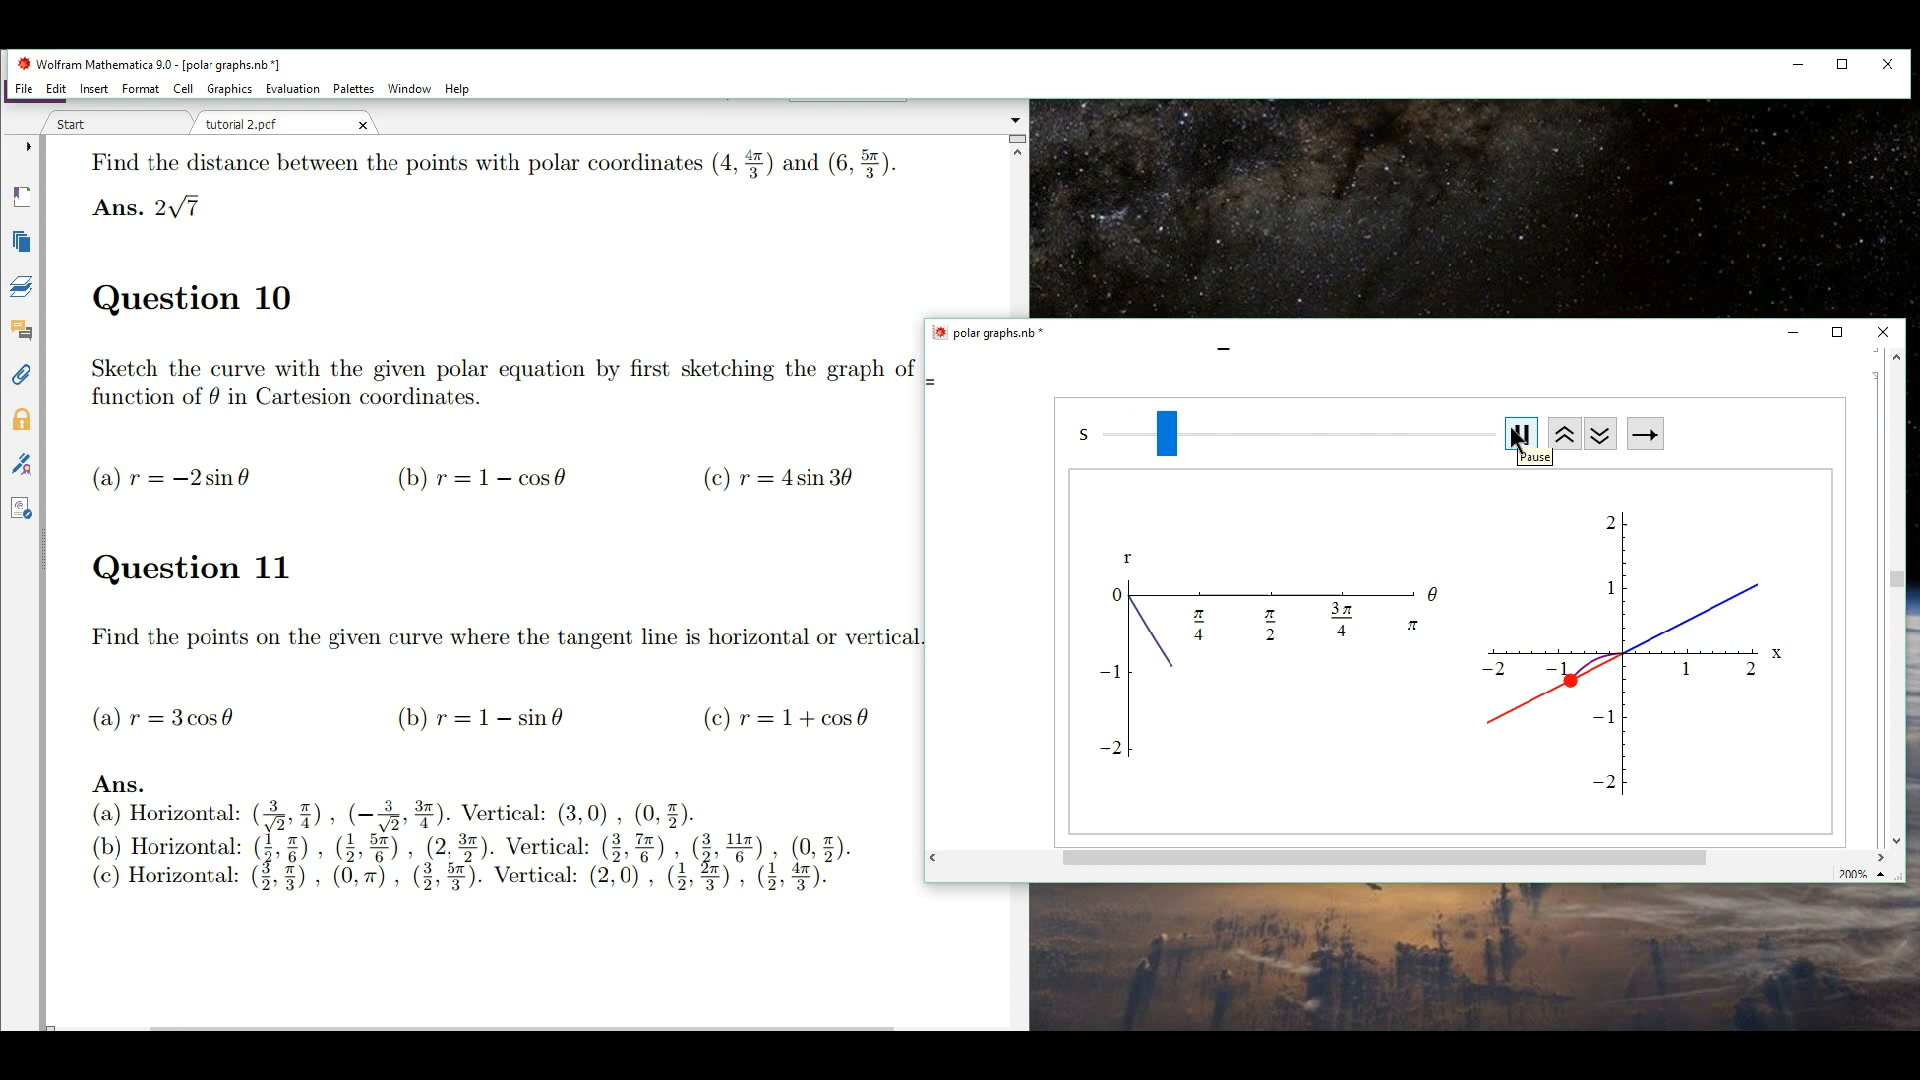 Wolfram Mathematica 9.0 - [polar graphs.nb *]
File Edit Insert Format Cell Graphics Evaluation Palettes Window Help
Start
tutorial 2.pdf
Find the distance between the points with polar coordinates (4, 4π/3) and (6, 5π/3).
Ans. 2√7
Question 10
Sketch the curve with the given polar equation by first sketching the graph of
function of θ in Cartesion coordinates.
(a) r = −2 sin θ (b) r = 1 − cos θ (c) r = 4 sin 3θ
Question 11
Find the points on the given curve where the tangent line is horizontal or vertical.
(a) r = 3 cos θ (b) r = 1 − sin θ (c) r = 1 + cos θ
Ans.
(a) Horizontal: (3/√2, π/4) , (−3/√2, 3π/4). Vertical: (3, 0) , (0, π/2).
(b) Horizontal: (1/2, π/6) , (1/2, 5π/6) , (2, 3π/2). Vertical: (3/2, 7π/6) , (3/2, 11π/6) , (0, π/2).
(c) Horizontal: (3/2, π/3) , (0, π) , (3/2, 5π/3). Vertical: (2, 0) , (1/2, 2π/3) , (1/2, 4π/3).
polar graphs.nb *
=
s
Pause
r
0 π/4 π/2 3π/4 π θ
−1
−2
2
1
−2 −1 1 2 x
−1
−2
200%